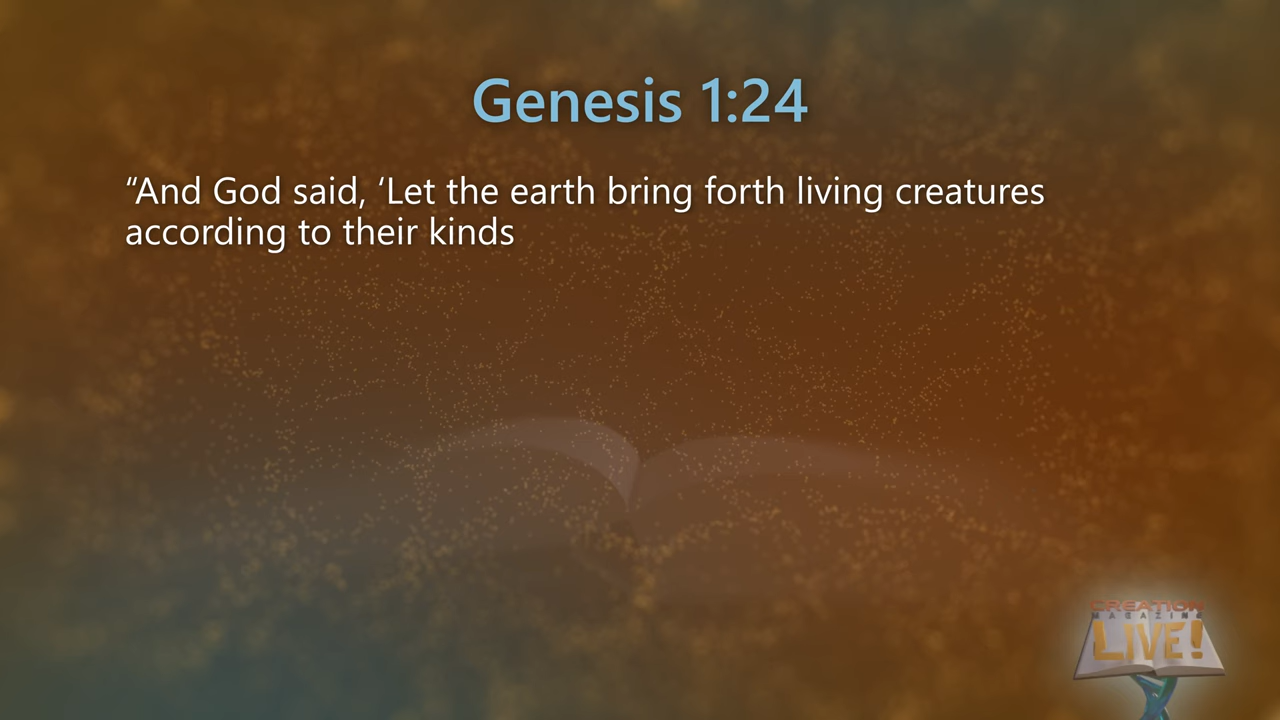 Genesis 1:24
“And God said, ‘Let the earth bring forth living creatures
according to their kinds
CREATION
MAGAZINE
LIVE!